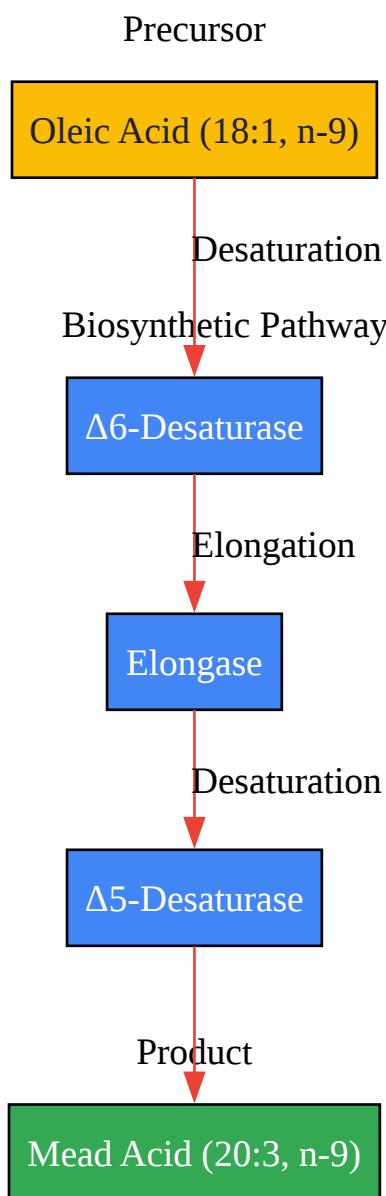 Precursor
Oleic Acid (18:1, n-9)
Desaturation
Biosynthetic Pathway
Δ6-Desaturase
Elongation
Elongase
Desaturation
Δ5-Desaturase
Product
Mead Acid (20:3, n-9)